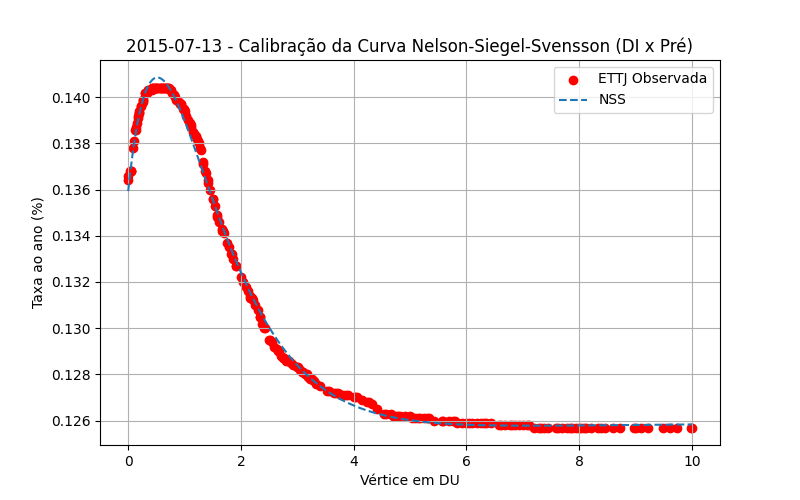 2015-07-13 - Calibração da Curva Nelson-Siegel-Svensson (DI x Pré)
ETTJ Observada
NSS
Taxa ao ano (%)
0.140
0.138
0.136
0.134
0.132
0.130
0.128
0.126
0 2 4 6 8 10
Vértice em DU